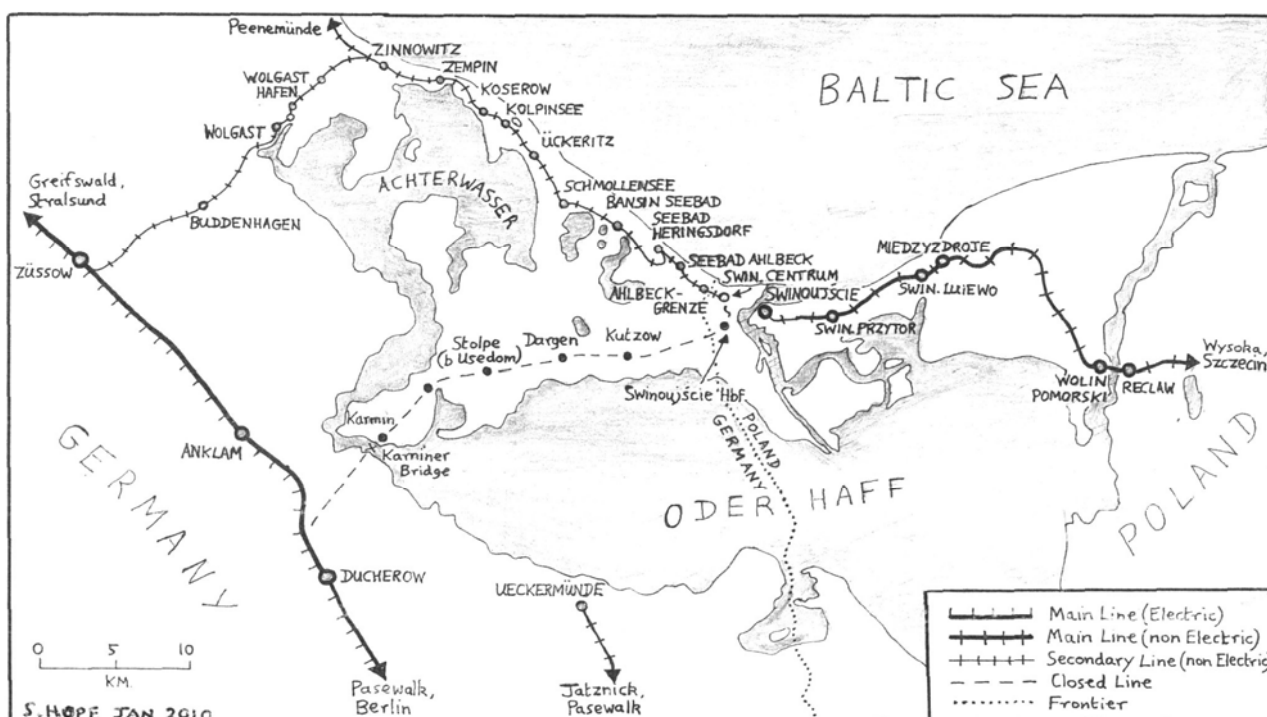 Peenemünde
ZINNOWITZ
ZEMPIN
WOLGAST
HAFEN
KOSEROW
KOLPINSEE
WOLGAST
ÜCKERITZ
BALTIC SEA
ACHTERWASSER
Greifswald,
Stralsund
BUDDENHAGEN
SCHMOLLENSEE
BANSIN SEEBAD
SEEBAD
HERINGSDORF
ZÜSSOW
SEEBAD AHLBECK
SWIN. CENTRUM
AHLBECK-
GRENZE
SWINOUJŚCIE
MIEDZYZDROJE
SWIN. LUIEWO
SWIN. PRZYTOR
Stolpe
(b Usedom)
Dargen
Kutzow
Swinoujście Hbf
Wysoka,
Szczecin
WOLIN
POMORSKI
RECLAW
Karmin
Karniner
Bridge
GERMANY
ANKLAM
POLAND
GERMANY
ODER HAFF
POLAND
DUCHEROW
UECKERMÜNDE
0 5 10
KM.
Pasewalk,
Berlin
Jatznick,
Pasewalk
Main Line (Electric)
Main Line (non Electric)
Secondary Line (non Electric)
Closed Line
Frontier
S. HOPF JAN 2010